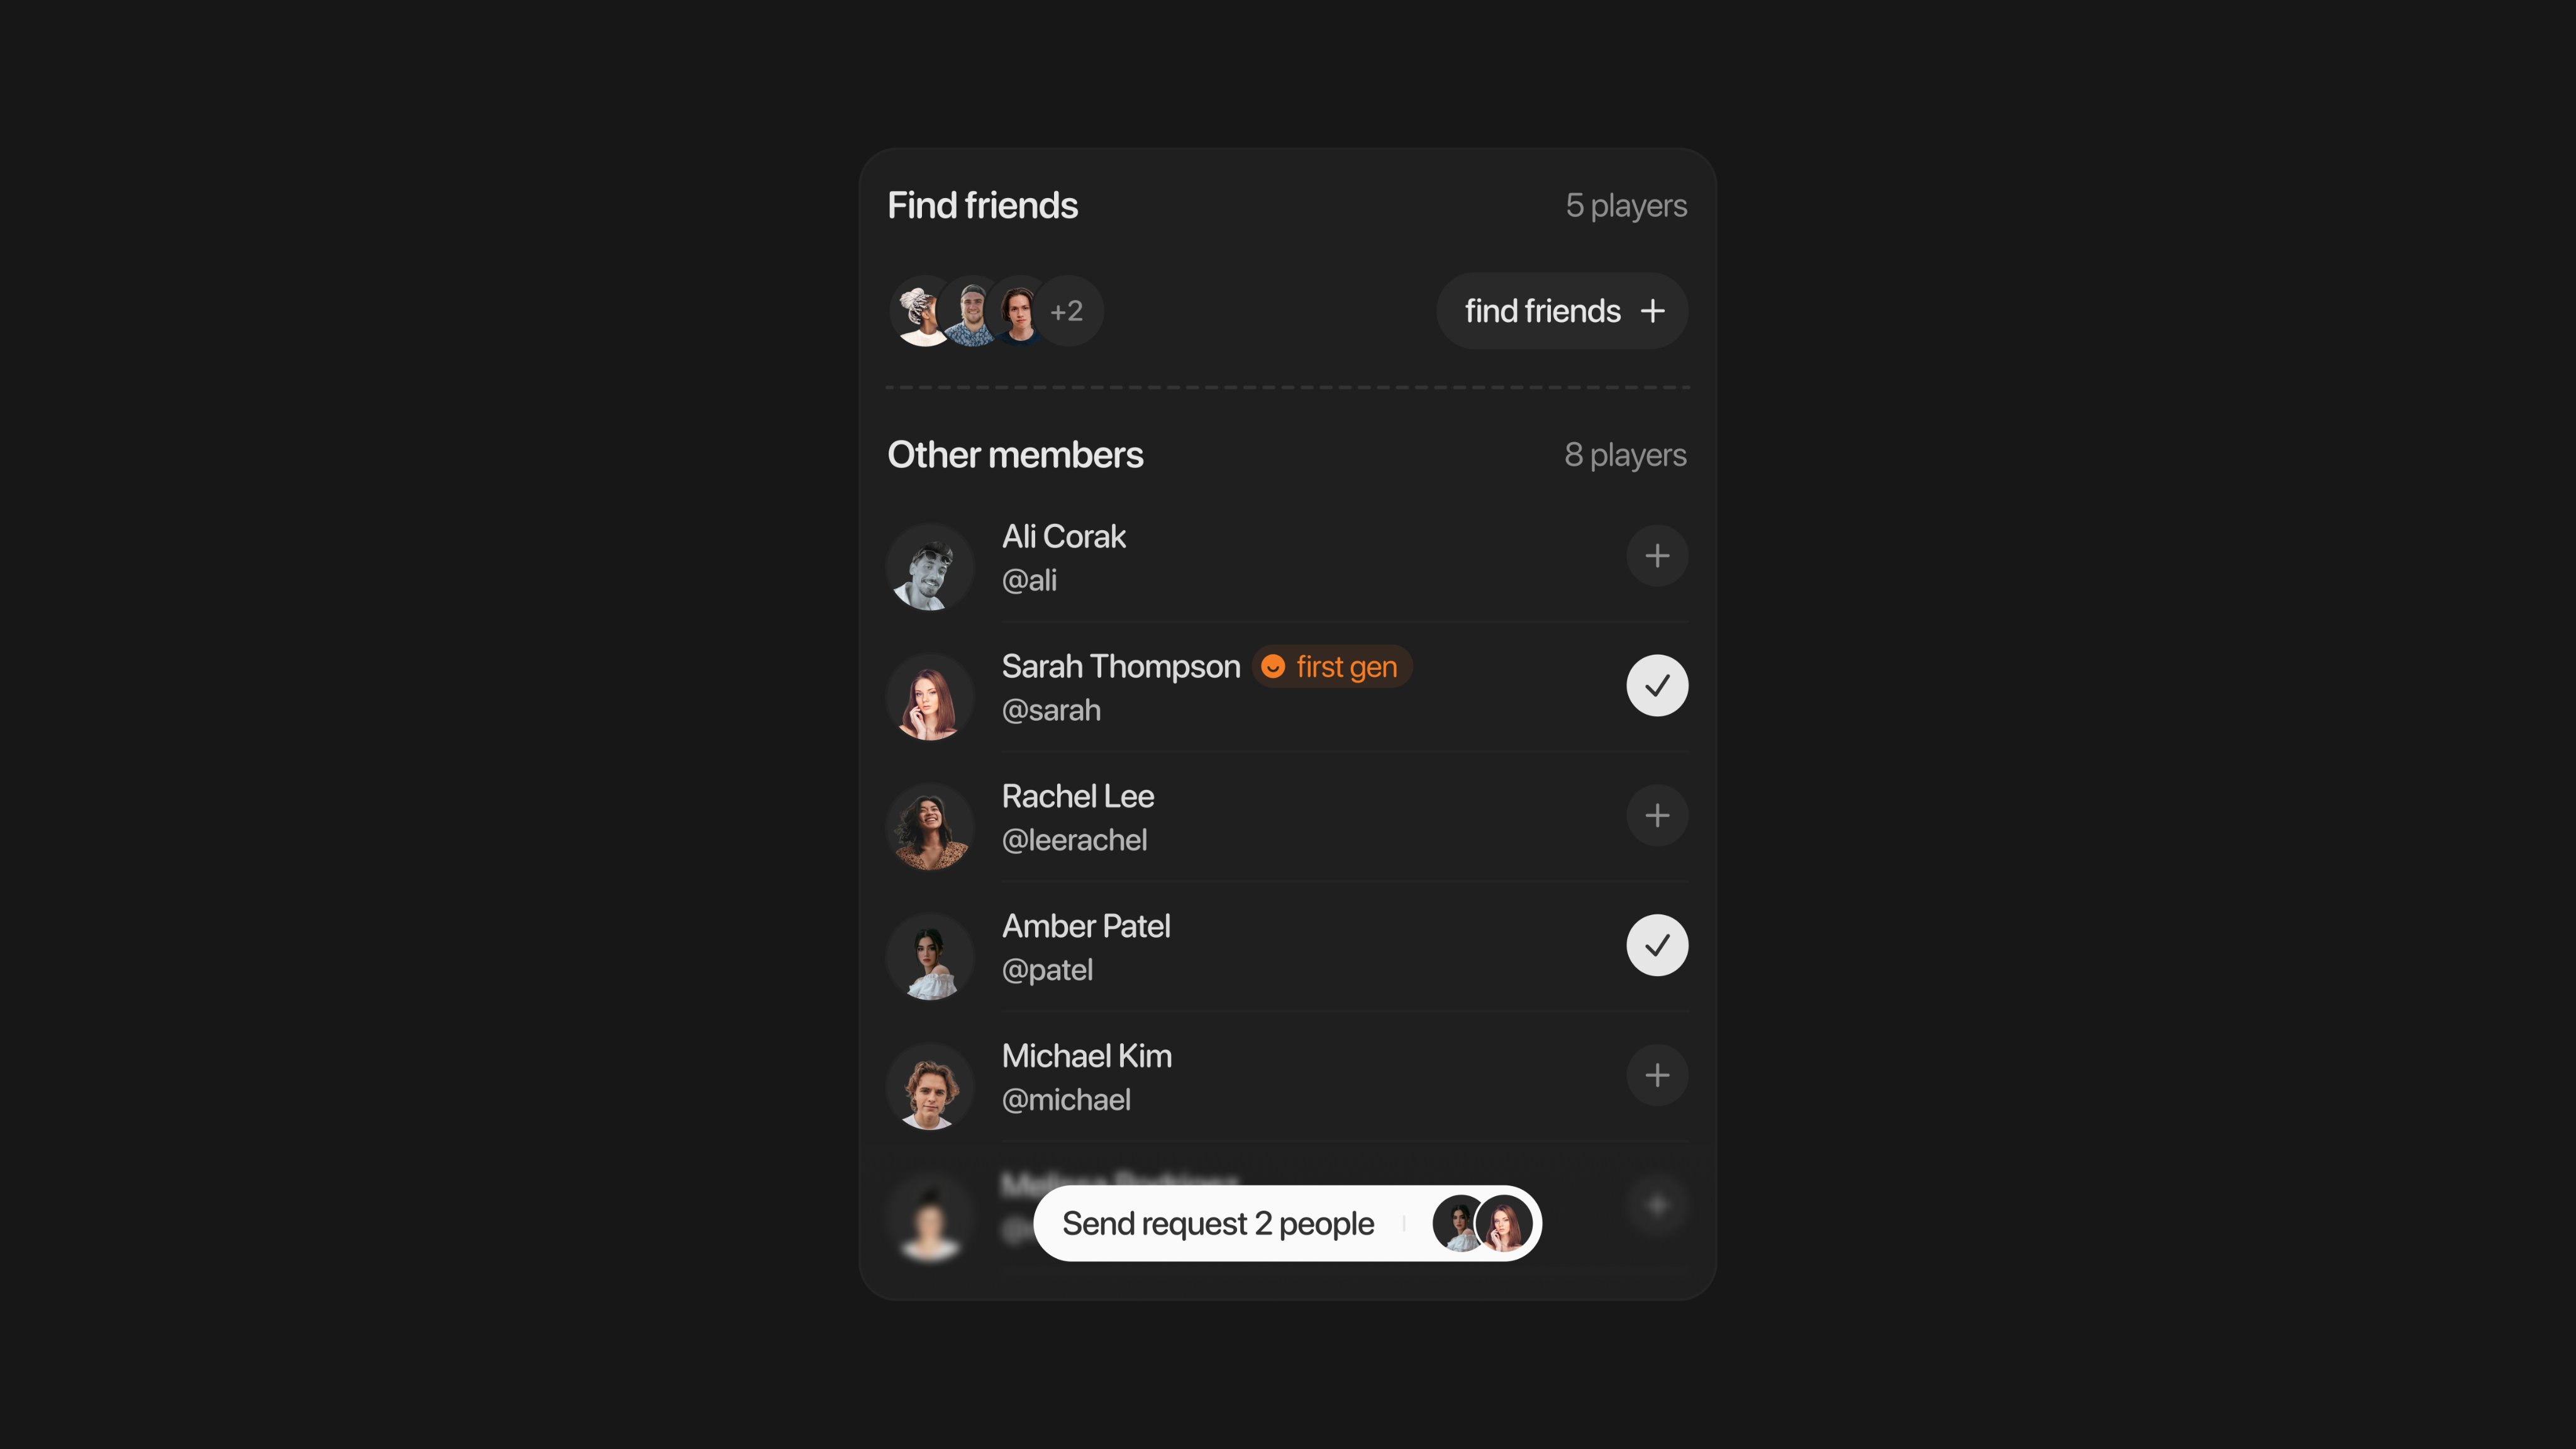 Find friends
5 players
+2
find friends
Other members
8 players
Ali Corak
@ali
Sarah Thompson
first gen
@sarah
Rachel Lee
@leerachel
Amber Patel
@patel
Michael Kim
@michael
Send request 2 people